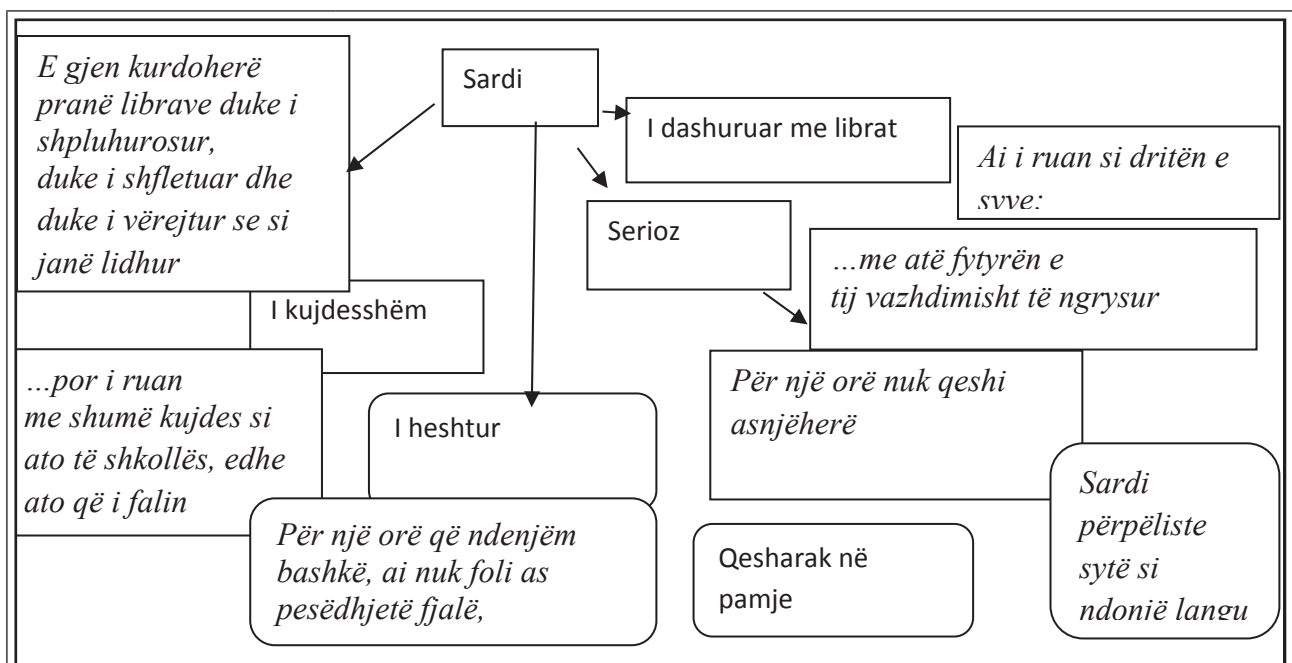 E gjen kurdoherë
pranë librave duke i
shpluhurosur,
duke i shfletuar dhe
duke i vërejtur se si
janë lidhur
Sardi
I dashuruar me librat
Ai i ruan si dritën e
syve:
Serioz
...me atë fytyrën e
tij vazhdimisht të ngrysur
I kujdesshëm
...por i ruan
me shumë kujdes si
ato të shkollës, edhe
ato që i falin
I heshtur
Për një orë nuk qeshi
asnjëherë
Për një orë që ndenjëm
bashkë, ai nuk foli as
pesëdhjetë fjalë,
Qesharak në
pamje
Sardi
përpëliste
sytë si
ndonjë langu